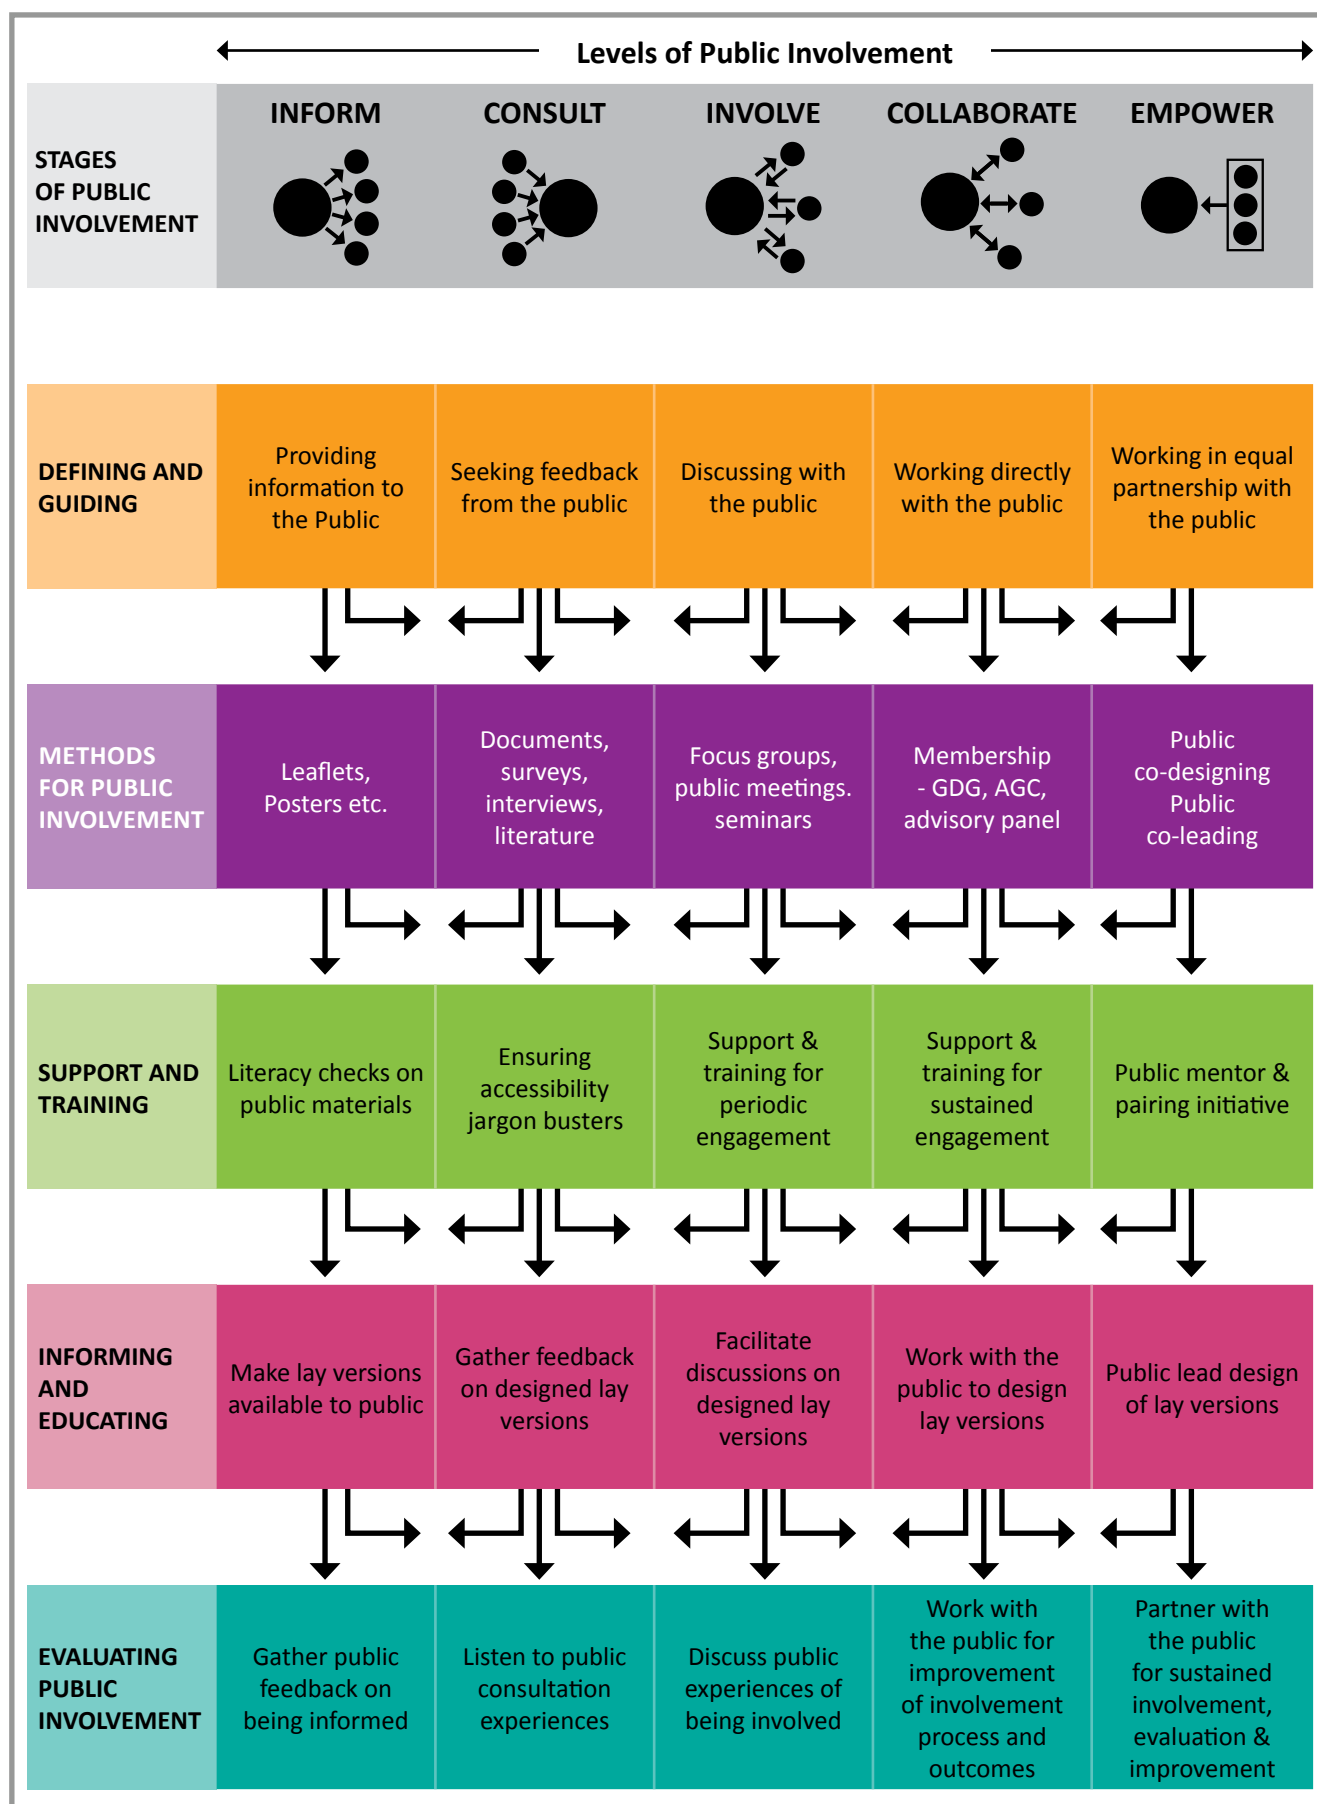 Levels of Public Involvement
STAGES
OF PUBLIC
INVOLVEMENT
INFORM
CONSULT
INVOLVE
COLLABORATE
EMPOWER
DEFINING AND
GUIDING
Providing
information to
the Public
Seeking feedback
from the public
Discussing with
the public
Working directly
with the public
Working in equal
partnership with
the public
METHODS
FOR PUBLIC
INVOLVEMENT
Leaflets,
Posters etc.
Documents,
surveys,
interviews,
literature
Focus groups,
public meetings.
seminars
Membership
- GDG, AGC,
advisory panel
Public
co-designing
Public
co-leading
SUPPORT AND
TRAINING
Literacy checks on
public materials
Ensuring
accessibility
jargon busters
Support &
training for
periodic
engagement
Support &
training for
sustained
engagement
Public mentor &
pairing initiative
INFORMING
AND
EDUCATING
Make lay versions
available to public
Gather feedback
on designed lay
versions
Facilitate
discussions on
designed lay
versions
Work with the
public to design
lay versions
Public lead design
of lay versions
EVALUATING
PUBLIC
INVOLVEMENT
Gather public
feedback on
being informed
Listen to public
consultation
experiences
Discuss public
experiences of
being involved
Work with
the public for
improvement
of involvement
process and
outcomes
Partner with
the public
for sustained
involvement,
evaluation &
improvement